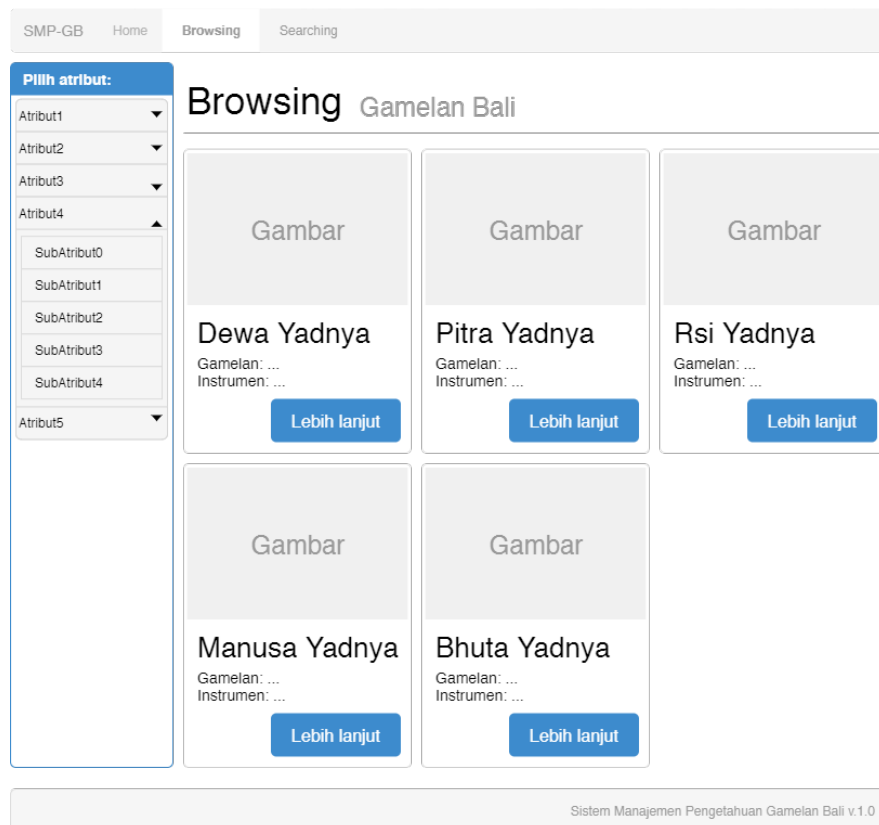 SMP-GB Home Browsing Searching
Pilih atribut:
Atribut1
Atribut2
Atribut3
Atribut4
SubAtribut0
SubAtribut1
SubAtribut2
SubAtribut3
SubAtribut4
Atribut5
Browsing Gamelan Bali
Gambar
Dewa Yadnya
Gamelan: ...
Instrumen: ...
Lebih lanjut
Gambar
Pitra Yadnya
Gamelan: ...
Instrumen: ...
Lebih lanjut
Gambar
Rsi Yadnya
Gamelan: ...
Instrumen: ...
Lebih lanjut
Gambar
Manusa Yadnya
Gamelan: ...
Instrumen: ...
Lebih lanjut
Gambar
Bhuta Yadnya
Gamelan: ...
Instrumen: ...
Lebih lanjut
Sistem Manajemen Pengetahuan Gamelan Bali v.1.0